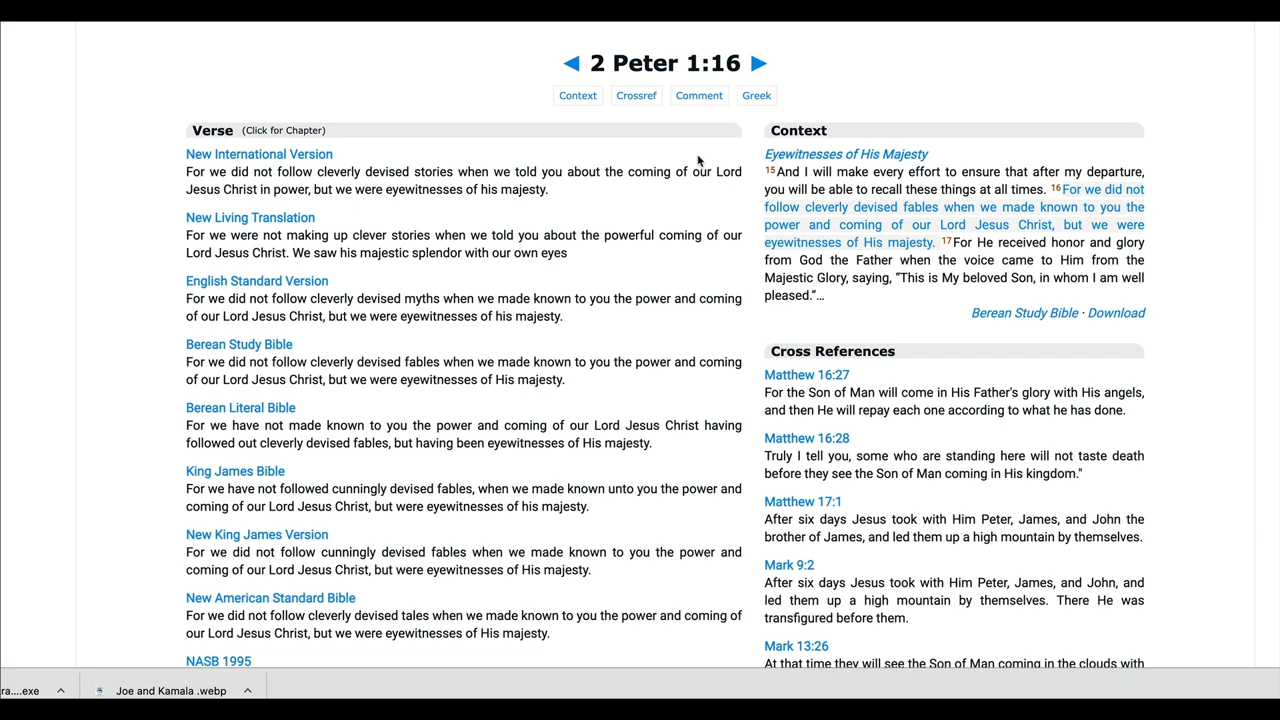 ◀ 2 Peter 1:16 ▶
Context Crossref Comment Greek
Verse (Click for Chapter)
New International Version
For we did not follow cleverly devised stories when we told you about the coming of our Lord
Jesus Christ in power, but we were eyewitnesses of his majesty.
New Living Translation
For we were not making up clever stories when we told you about the powerful coming of our
Lord Jesus Christ. We saw his majestic splendor with our own eyes
English Standard Version
For we did not follow cleverly devised myths when we made known to you the power and coming
of our Lord Jesus Christ, but we were eyewitnesses of his majesty.
Berean Study Bible
For we did not follow cleverly devised fables when we made known to you the power and coming
of our Lord Jesus Christ, but we were eyewitnesses of His majesty.
Berean Literal Bible
For we have not made known to you the power and coming of our Lord Jesus Christ having
followed out cleverly devised fables, but having been eyewitnesses of His majesty.
King James Bible
For we have not followed cunningly devised fables, when we made known unto you the power and
coming of our Lord Jesus Christ, but were eyewitnesses of his majesty.
New King James Version
For we did not follow cunningly devised fables when we made known to you the power and
coming of our Lord Jesus Christ, but were eyewitnesses of His majesty.
New American Standard Bible
For we did not follow cleverly devised tales when we made known to you the power and coming of
our Lord Jesus Christ, but we were eyewitnesses of His majesty.
NASB 1995
Context
Eyewitnesses of His Majesty
15And I will make every effort to ensure that after my departure,
you will be able to recall these things at all times. 16For we did not
follow cleverly devised fables when we made known to you the
power and coming of our Lord Jesus Christ, but we were
eyewitnesses of His majesty. 17For He received honor and glory
from God the Father when the voice came to Him from the
Majestic Glory, saying, “This is My beloved Son, in whom I am well
pleased.”…
Berean Study Bible · Download
Cross References
Matthew 16:27
For the Son of Man will come in His Father's glory with His angels,
and then He will repay each one according to what he has done.
Matthew 16:28
Truly I tell you, some who are standing here will not taste death
before they see the Son of Man coming in His kingdom."
Matthew 17:1
After six days Jesus took with Him Peter, James, and John the
brother of James, and led them up a high mountain by themselves.
Mark 9:2
After six days Jesus took with Him Peter, James, and John, and
led them up a high mountain by themselves. There He was
transfigured before them.
Mark 13:26
At that time they will see the Son of Man coming in the clouds with
ra....exe Joe and Kamala .webp